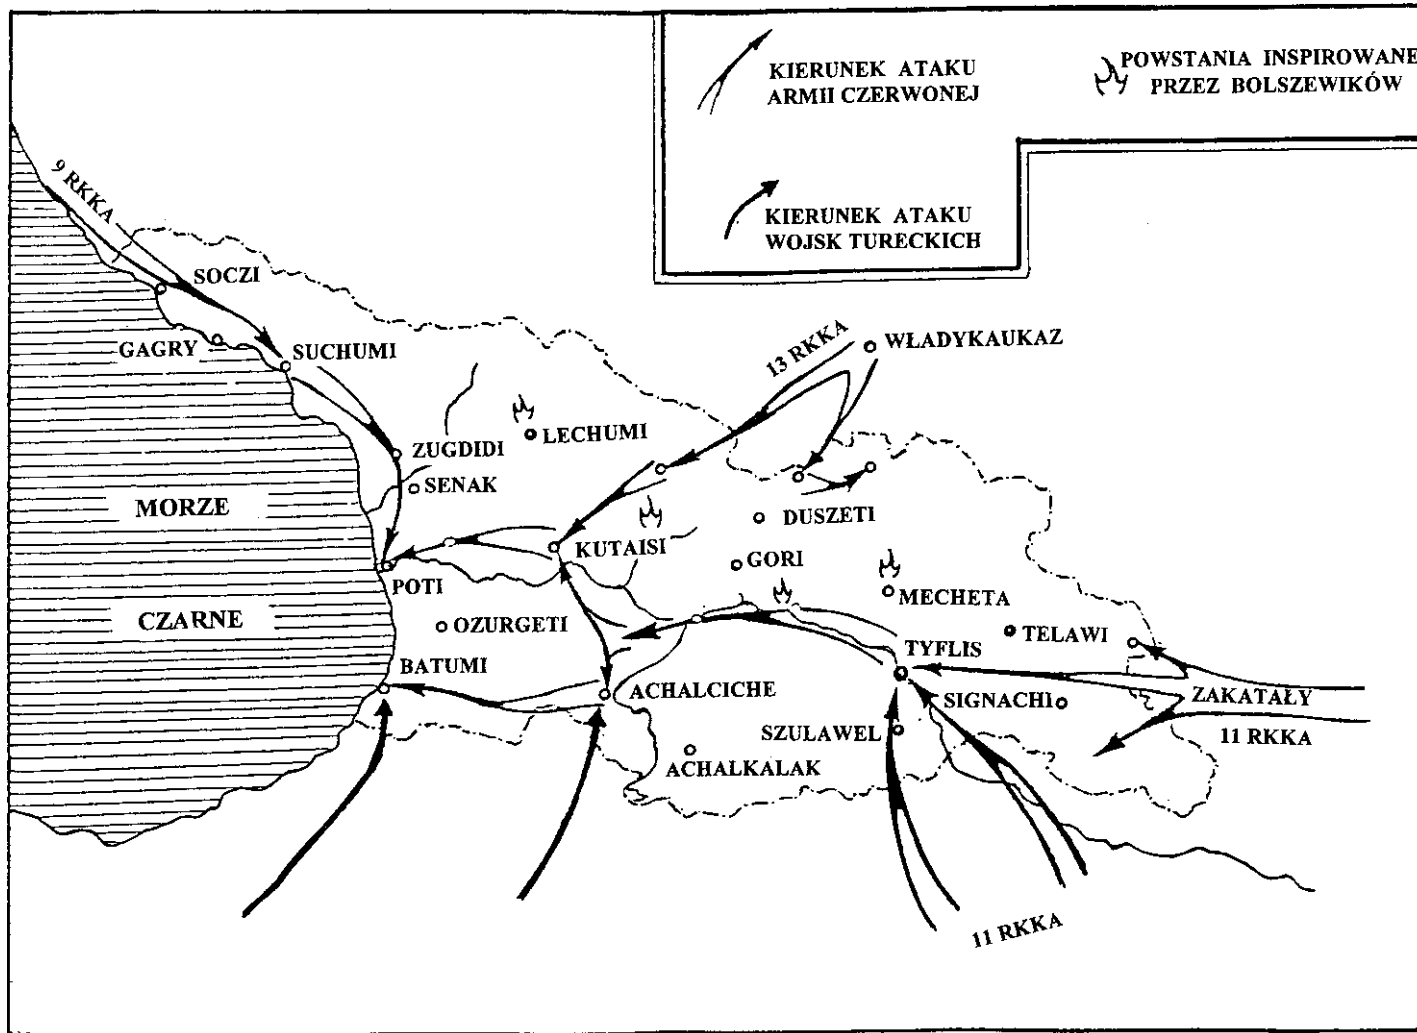 KIERUNEK ATAKU
ARMII CZERWONEJ
POWSTANIA INSPIROWANE
PRZEZ BOLSZEWIKÓW
KIERUNEK ATAKU
WOJSK TURECKICH
9 RKKA
SOCZI
GAGRY
SUCHUMI
13 RKKA
WŁADYKAUKAZ
LECHUMI
ZUGDIDI
SENAK
MORZE
CZARNE
DUSZETI
KUTAISI
GORI
POTI
MECHETA
OZURGETI
TELAWI
TYFLIS
BATUMI
ACHALCICHE
SIGNACHI
ZAKATAŁY
11 RKKA
SZULAWEL
ACHALKALAK
11 RKKA